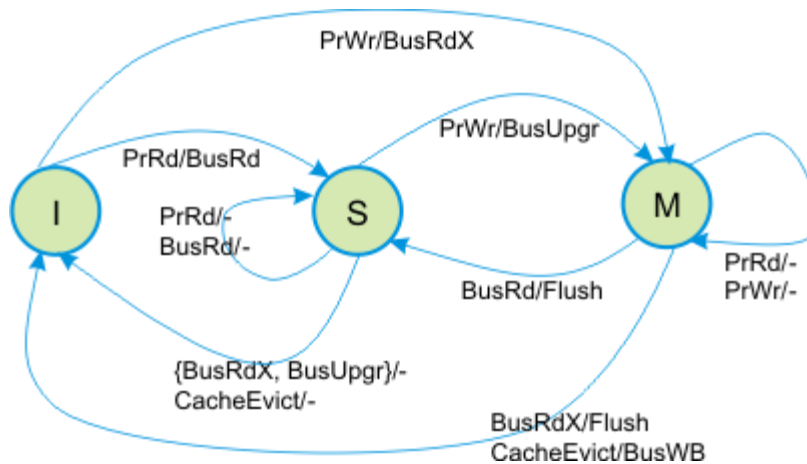 PrWr/BusRdX
PrWr/BusUpgr
PrRd/BusRd
I
S
M
PrRd/-
BusRd/-
PrRd/-
PrWr/-
BusRd/Flush
{BusRdX, BusUpgr}/-
CacheEvict/-
BusRdX/Flush
CacheEvict/BusWB